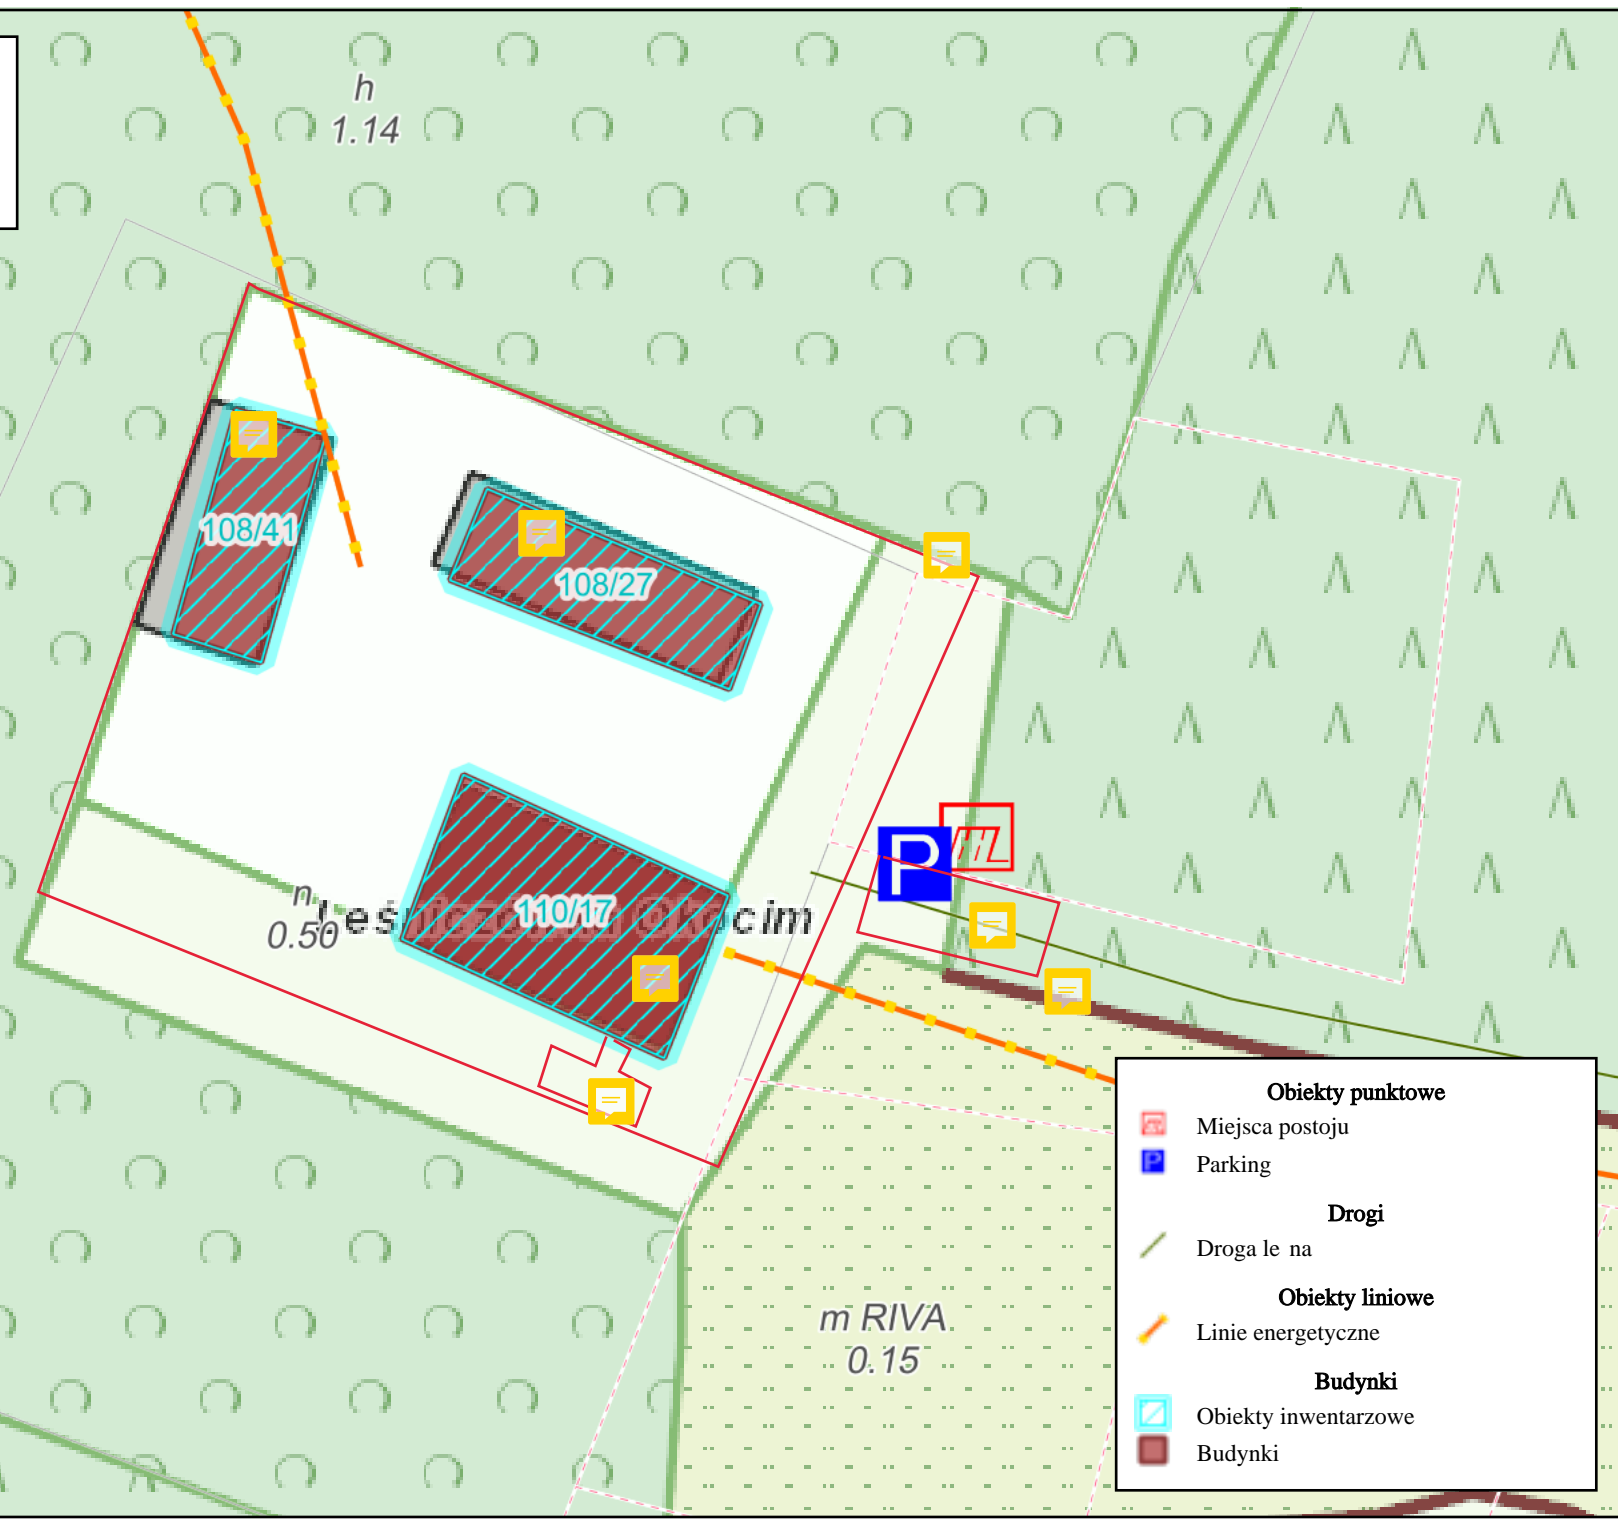 h
1.14
108/41
108/27
110/17
n
0.50
P
m RIVA
0.15
Obiekty punktowe
Miejsca postoju
P Parking
Drogi
Droga le na
Obiekty liniowe
Linie energetyczne
Budynki
Obiekty inwentarzowe
Budynki